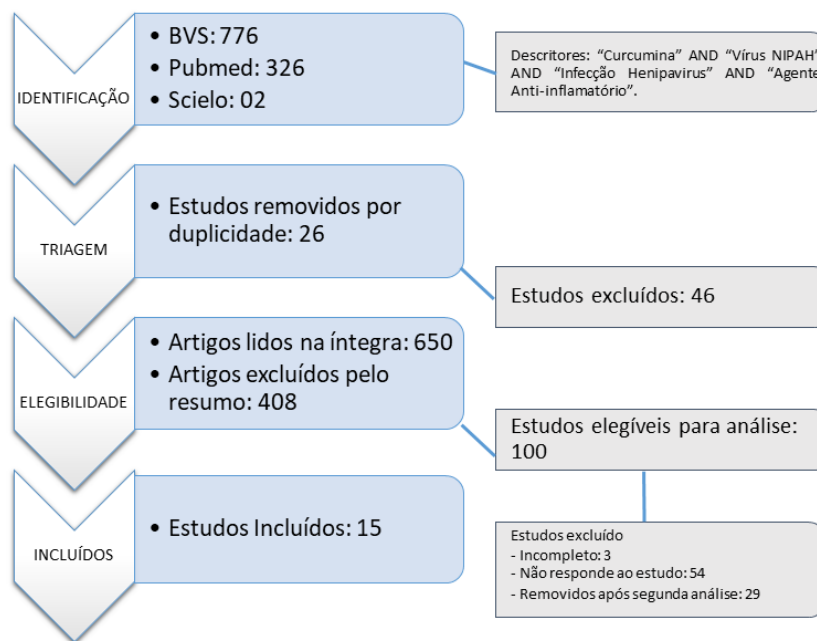 IDENTIFICAÇÃO
• BVS: 776
• Pubmed: 326
• Scielo: 02
Descritores: “Curcumina” AND “Vírus NIPAH”
AND “Infecção Henipavirus” AND “Agente
Anti-inflamatório”.
TRIAGEM
• Estudos removidos por
duplicidade: 26
Estudos excluídos: 46
ELEGIBILIDADE
• Artigos lidos na íntegra: 650
• Artigos excluídos pelo
resumo: 408
Estudos elegíveis para análise:
100
INCLUÍDOS
• Estudos Incluídos: 15
Estudos excluído
- Incompleto: 3
- Não responde ao estudo: 54
- Removidos após segunda análise: 29